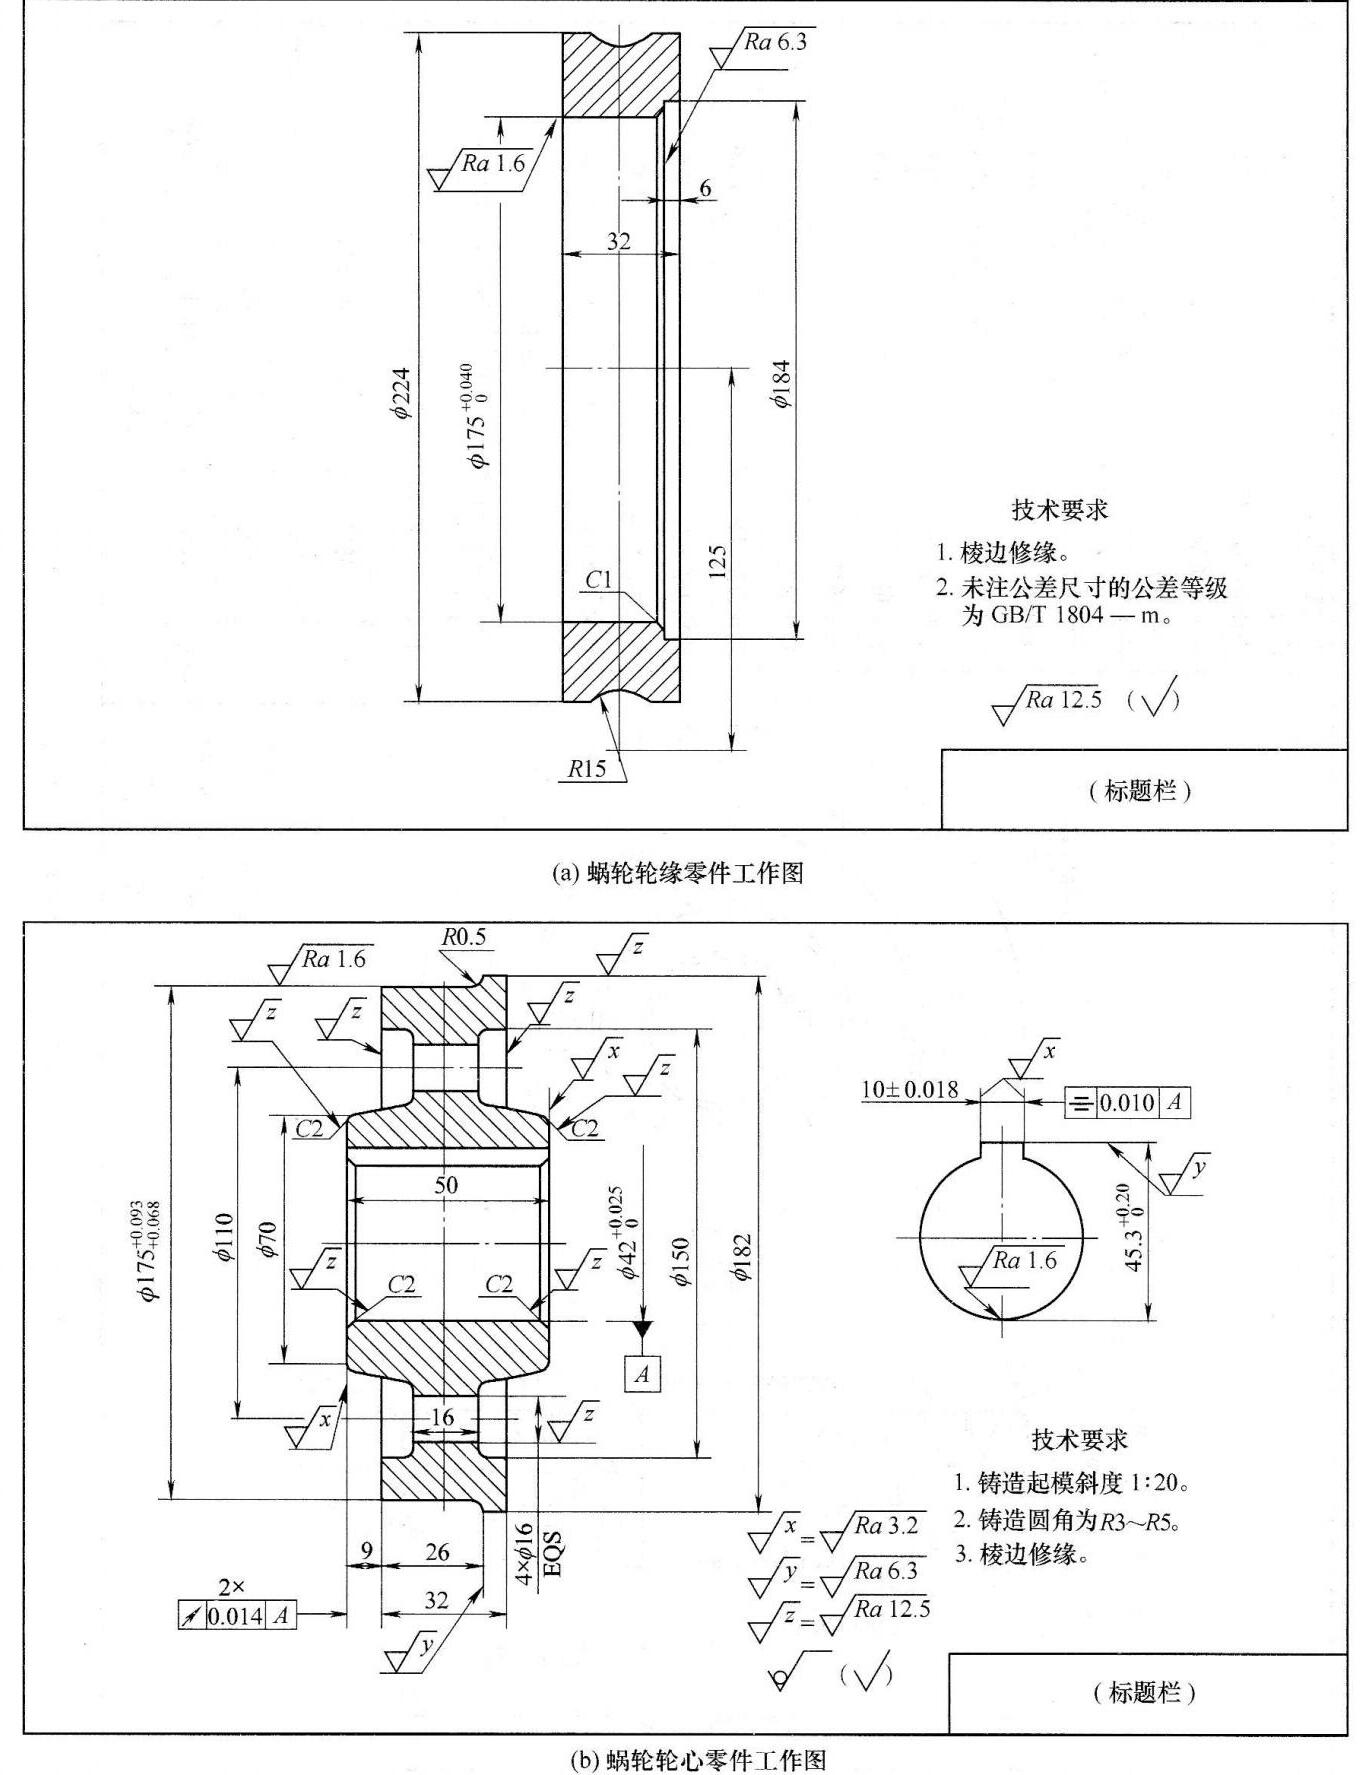 Ra 6.3
Ra 1.6
6
32
ϕ224
ϕ175 +0.040 0
ϕ184
125
C1
R15
技术要求
1. 棱边修缘。
2. 未注公差尺寸的公差等级
为 GB/T 1804 — m。
Ra 12.5 (√)
(标题栏)
(a) 蜗轮轮缘零件工作图
R0.5
z
Ra 1.6
z
z
z
x
z
C2
C2
50
ϕ175 +0.093 +0.068
ϕ110
ϕ70
ϕ42 +0.025 0
ϕ150
ϕ182
z
C2
C2
z
A
x
16
z
4×ϕ16
EQS
9
26
32
2×
0.014 A
y
x
10±0.018
0.010 A
y
45.3 +0.20 0
Ra 1.6
技术要求
1. 铸造起模斜度 1:20。
2. 铸造圆角为R3~R5。
3. 棱边修缘。
x = Ra 3.2
y = Ra 6.3
z = Ra 12.5
(√)
(标题栏)
(b) 蜗轮轮心零件工作图